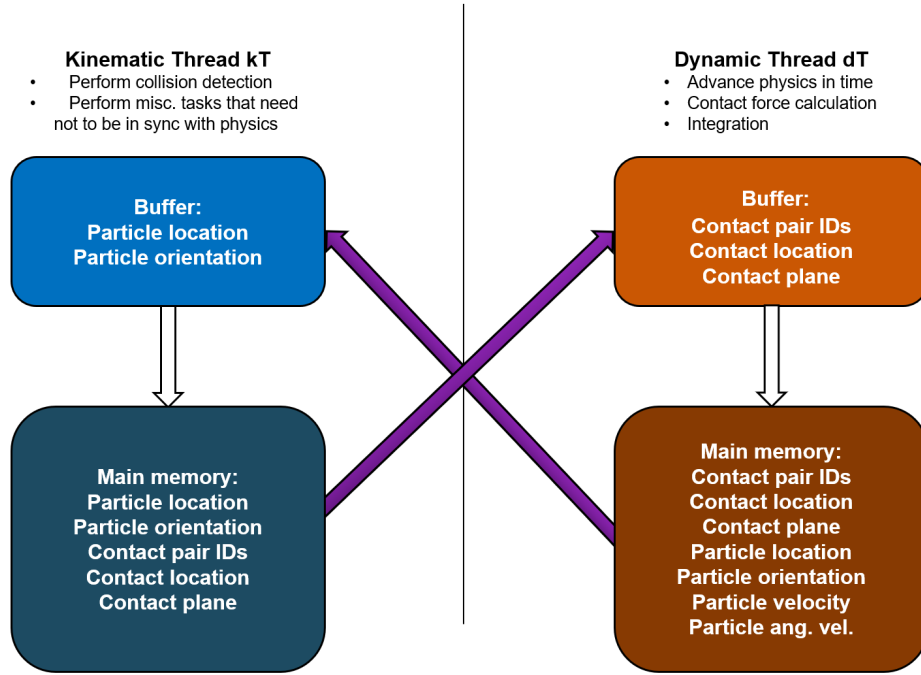 Kinematic Thread kT
• Perform collision detection
• Perform misc. tasks that need
not to be in sync with physics
Buffer:
Particle location
Particle orientation
Main memory:
Particle location
Particle orientation
Contact pair IDs
Contact location
Contact plane
Dynamic Thread dT
• Advance physics in time
• Contact force calculation
• Integration
Buffer:
Contact pair IDs
Contact location
Contact plane
Main memory:
Contact pair IDs
Contact location
Contact plane
Particle location
Particle orientation
Particle velocity
Particle ang. vel.